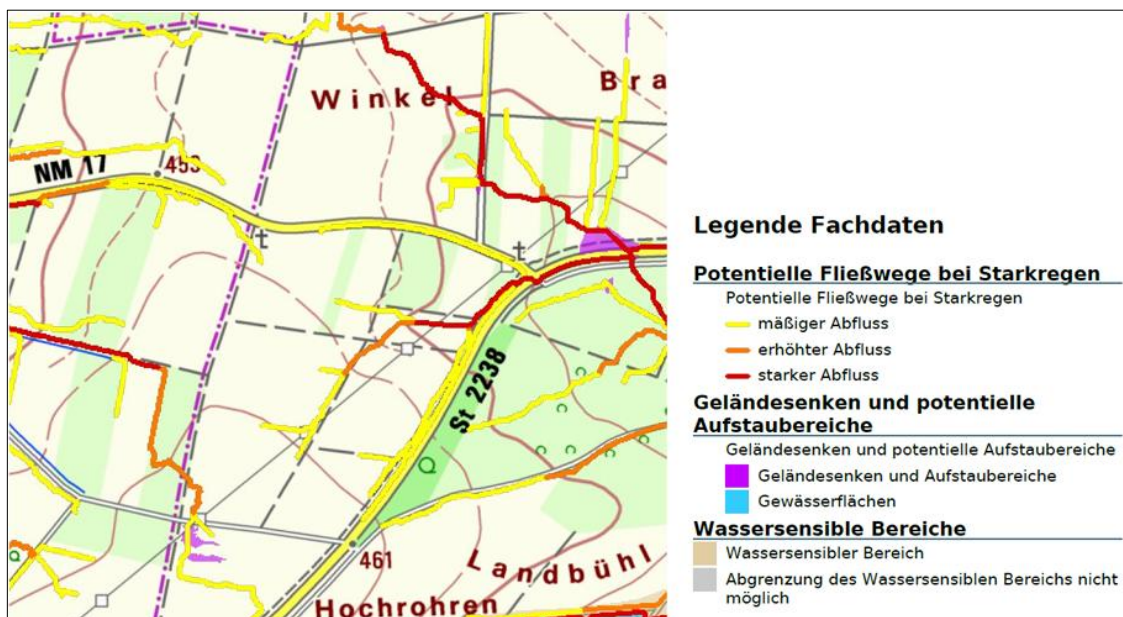 Winkel
Bra
NM 17
453
t
t
St 2238
Q
461
Landbühl
Hochrohren
Legende Fachdaten
Potentielle Fließwege bei Starkregen
Potentielle Fließwege bei Starkregen
mäßiger Abfluss
erhöhter Abfluss
starker Abfluss
Geländesenken und potentielle
Aufstaubereiche
Geländesenken und potentielle Aufstaubereiche
Geländesenken und Aufstaubereiche
Gewässerflächen
Wassersensible Bereiche
Wassersensibler Bereich
Abgrenzung des Wassersensiblen Bereichs nicht
möglich